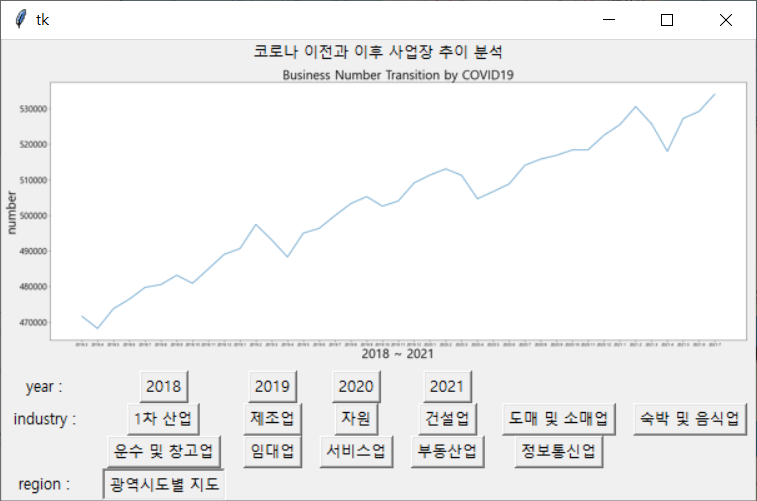 tk
코로나 이전과 이후 사업장 추이 분석
Business Number Transition by COVID19
530000
520000
510000
500000
490000
480000
470000
number
2018 ~ 2021
year : 2018 2019 2020 2021
industry : 1차 산업 제조업 자원 건설업 도매 및 소매업 숙박 및 음식업
운수 및 창고업 임대업 서비스업 부동산업 정보통신업
region : 광역시도별 지도